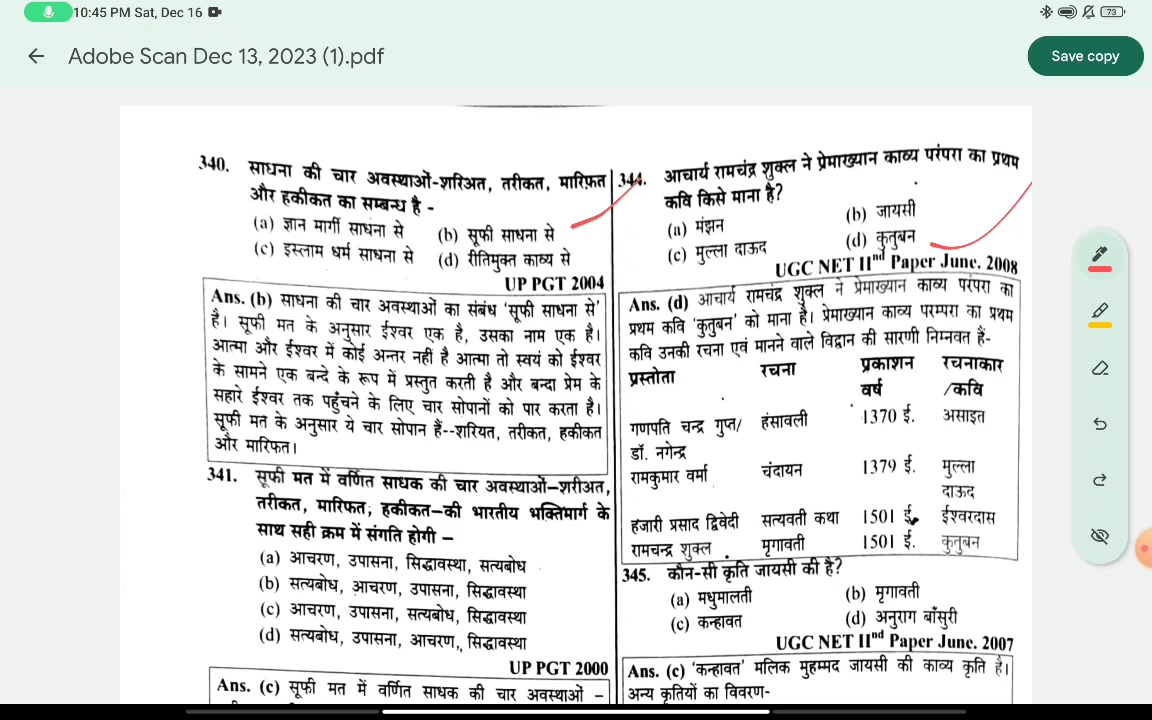 10:45 PM Sat, Dec 16
73
Adobe Scan Dec 13, 2023 (1).pdf
Save copy
340. साधना की चार अवस्थाओं-शरिअत, तरीकत, मारिफ़त
और हकीकत का सम्बन्ध है -
(a) ज्ञान मार्गी साधना से (b) सूफी साधना से
(c) इस्लाम धर्म साधना से (d) रीतिमुक्त काव्य से
UP PGT 2004
Ans. (b) साधना की चार अवस्थाओं का संबंध 'सूफी साधना से'
है। सूफी मत के अनुसार ईश्वर एक है, उसका नाम एक है।
आत्मा और ईश्वर में कोई अन्तर नहीं है आत्मा तो स्वयं को ईश्वर
के सामने एक बन्दे के रूप में प्रस्तुत करती है और बन्दा प्रेम के
सहारे ईश्वर तक पहुँचने के लिए चार सोपानों को पार करता है।
सूफी मत के अनुसार ये चार सोपान हैं--शरियत, तरीकत, हकीकत
और मारिफत।
341. सूफी मत में वर्णित साधक की चार अवस्थाओं–शरीअत,
तरीकत, मारिफत, हकीकत–की भारतीय भक्तिमार्ग के
साथ सही क्रम में संगति होगी –
(a) आचरण, उपासना, सिद्धावस्था, सत्यबोध
(b) सत्यबोध, आचरण, उपासना, सिद्धावस्था
(c) आचरण, उपासना, सत्यबोध, सिद्धावस्था
(d) सत्यबोध, उपासना, आचरण, सिद्धावस्था
UP PGT 2000
Ans. (c) सूफी मत में वर्णित साधक की चार अवस्थाओं –
344. आचार्य रामचंद्र शुक्ल ने प्रेमाख्यान काव्य परंपरा का प्रथम
कवि किसे माना है?
(a) मंझन (b) जायसी
(c) मुल्ला दाऊद (d) कुतुबन
UGC NET IInd Paper June. 2008
Ans. (d) आचार्य रामचंद्र शुक्ल ने प्रेमाख्यान काव्य परंपरा का
प्रथम कवि 'कुतुबन' को माना है। प्रेमाख्यान काव्य परम्परा का प्रथम
कवि उनकी रचना एवं मानने वाले विद्वान की सारणी निम्नवत हैं-
प्रस्तोता रचना प्रकाशन रचनाकार
वर्ष /कवि
गणपति चन्द्र गुप्त/ हंसावली 1370 ई. असाइत
डॉ. नगेन्द्र
रामकुमार वर्मा चंदायन 1379 ई. मुल्ला
दाऊद
हजारी प्रसाद द्विवेदी सत्यवती कथा 1501 ई. ईश्वरदास
रामचन्द्र शुक्ल मृगावती 1501 ई. कुतुबन
345. कौन-सी कृति जायसी की है?
(a) मधुमालती (b) मृगावती
(c) कन्हावत (d) अनुराग बाँसुरी
UGC NET IInd Paper June. 2007
Ans. (c) 'कन्हावत' मलिक मुहम्मद जायसी की काव्य कृति है।
अन्य कृतियों का विवरण-